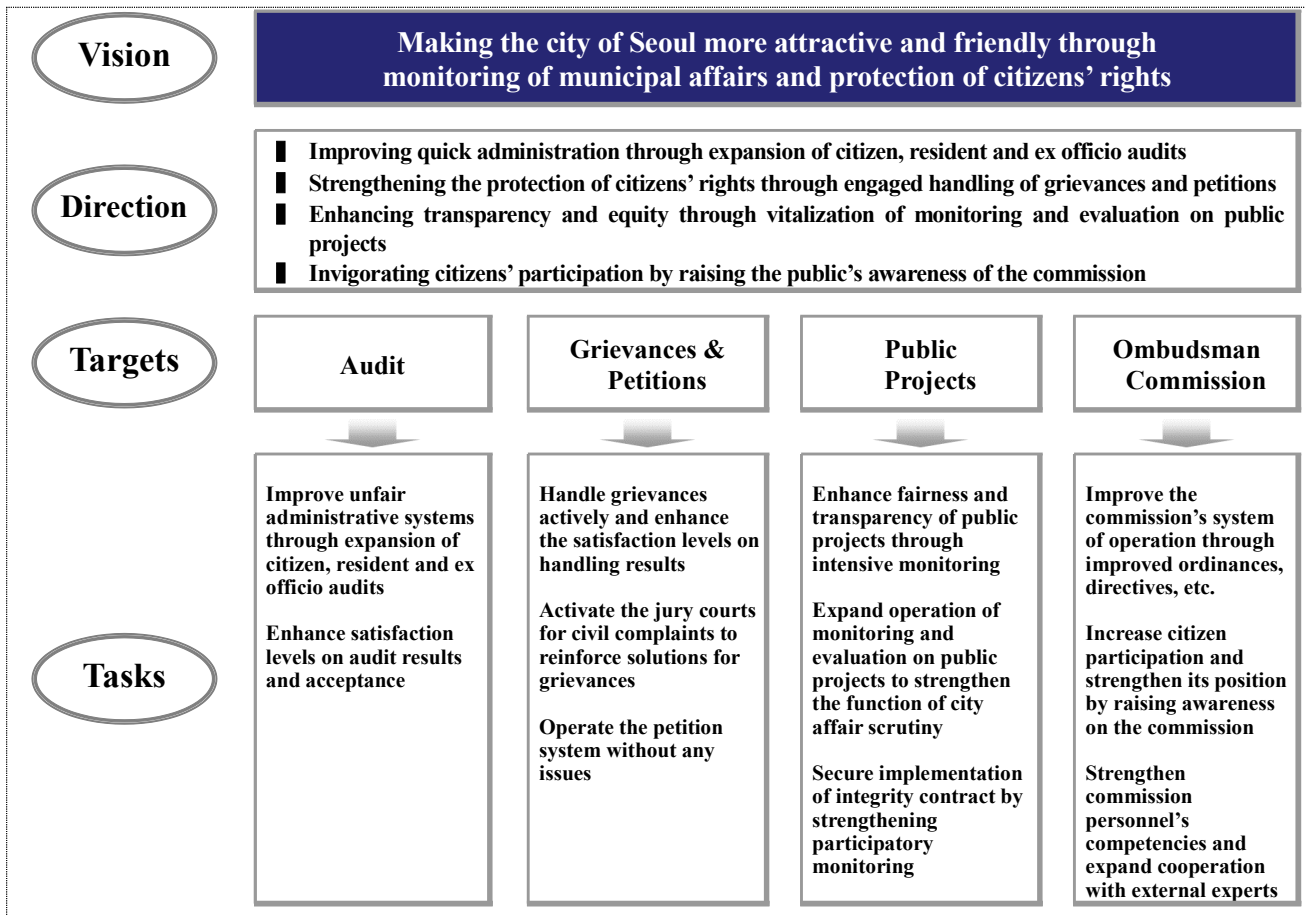 Vision
Making the city of Seoul more attractive and friendly through
monitoring of municipal affairs and protection of citizens’ rights
Direction
Improving quick administration through expansion of citizen, resident and ex officio audits
Strengthening the protection of citizens’ rights through engaged handling of grievances and petitions
Enhancing transparency and equity through vitalization of monitoring and evaluation on public
projects
Invigorating citizens’ participation by raising the public’s awareness of the commission
Targets
Audit
Grievances &
Petitions
Public
Projects
Ombudsman
Commission
Tasks
Improve unfair
administrative systems
through expansion of
citizen, resident and ex
officio audits
Enhance satisfaction
levels on audit results
and acceptance
Handle grievances
actively and enhance
the satisfaction levels on
handling results
Activate the jury courts
for civil complaints to
reinforce solutions for
grievances
Operate the petition
system without any
issues
Enhance fairness and
transparency of public
projects through
intensive monitoring
Expand operation of
monitoring and
evaluation on public
projects to strengthen
the function of city
affair scrutiny
Secure implementation
of integrity contract by
strengthening
participatory
monitoring
Improve the
commission’s system
of operation through
improved ordinances,
directives, etc.
Increase citizen
participation and
strengthen its position
by raising awareness
on the commission
Strengthen
commission
personnel’s
competencies and
expand cooperation
with external experts